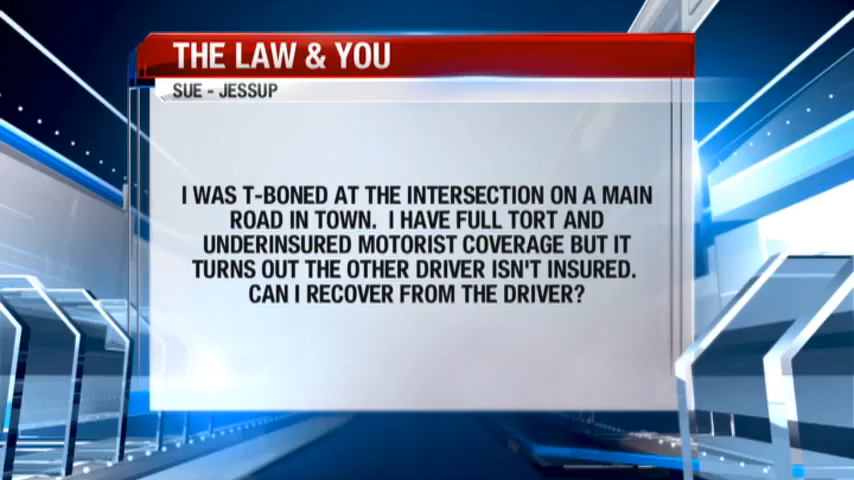 THE LAW & YOU
SUE - JESSUP
I WAS T-BONED AT THE INTERSECTION ON A MAIN
ROAD IN TOWN. I HAVE FULL TORT AND
UNDERINSURED MOTORIST COVERAGE BUT IT
TURNS OUT THE OTHER DRIVER ISN'T INSURED.
CAN I RECOVER FROM THE DRIVER?